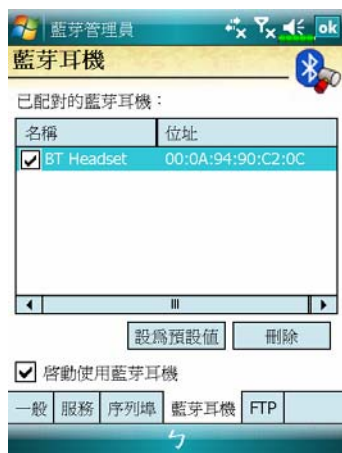 藍芽管理員 ok
藍芽耳機
已配對的藍芽耳機：
名稱 位址
BT Headset 00:0A:94:90:C2:0C
設為預設值 刪除
啓動使用藍芽耳機
一般 服務 序列埠 藍芽耳機 FTP
ㄅ